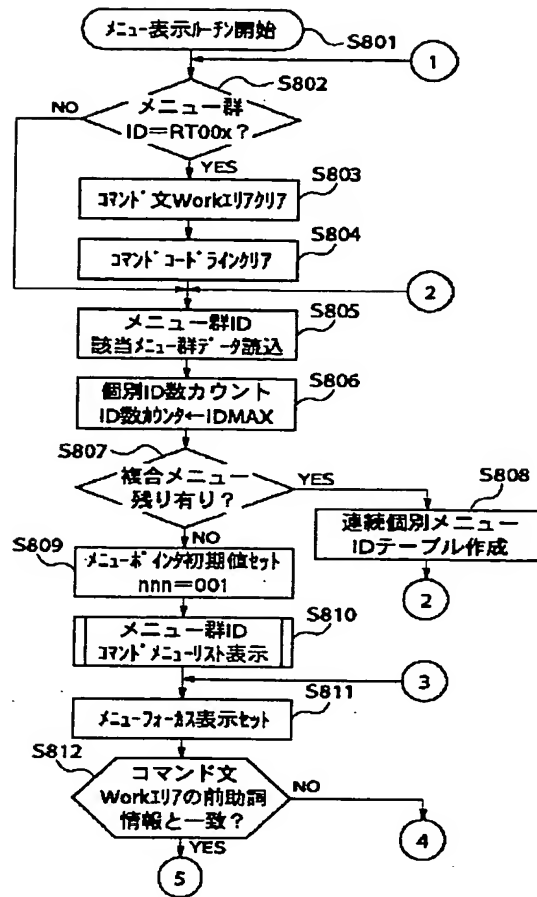 メニュー表示ルーチン開始
S801
1
S802
メニュー群
ID=RT00x?
NO
YES
S803
コマンド文Workエリアクリア
S804
コマンドコードラインクリア
2
S805
メニュー群ID
該当メニュー群データ読込
S806
個別ID数カウント
ID数カウンタ←IDMAX
S807
複合メニュー
残り有り?
YES
NO
S808
連続個別メニュー
IDテーブル作成
2
S809
メニューポインタ初期値セット
nnn=001
S810
メニュー群ID
コマンドメニューリスト表示
3
S811
メニューフォーカス表示セット
S812
コマンド文
Workエリアの前助詞
情報と一致?
NO
YES
4
5